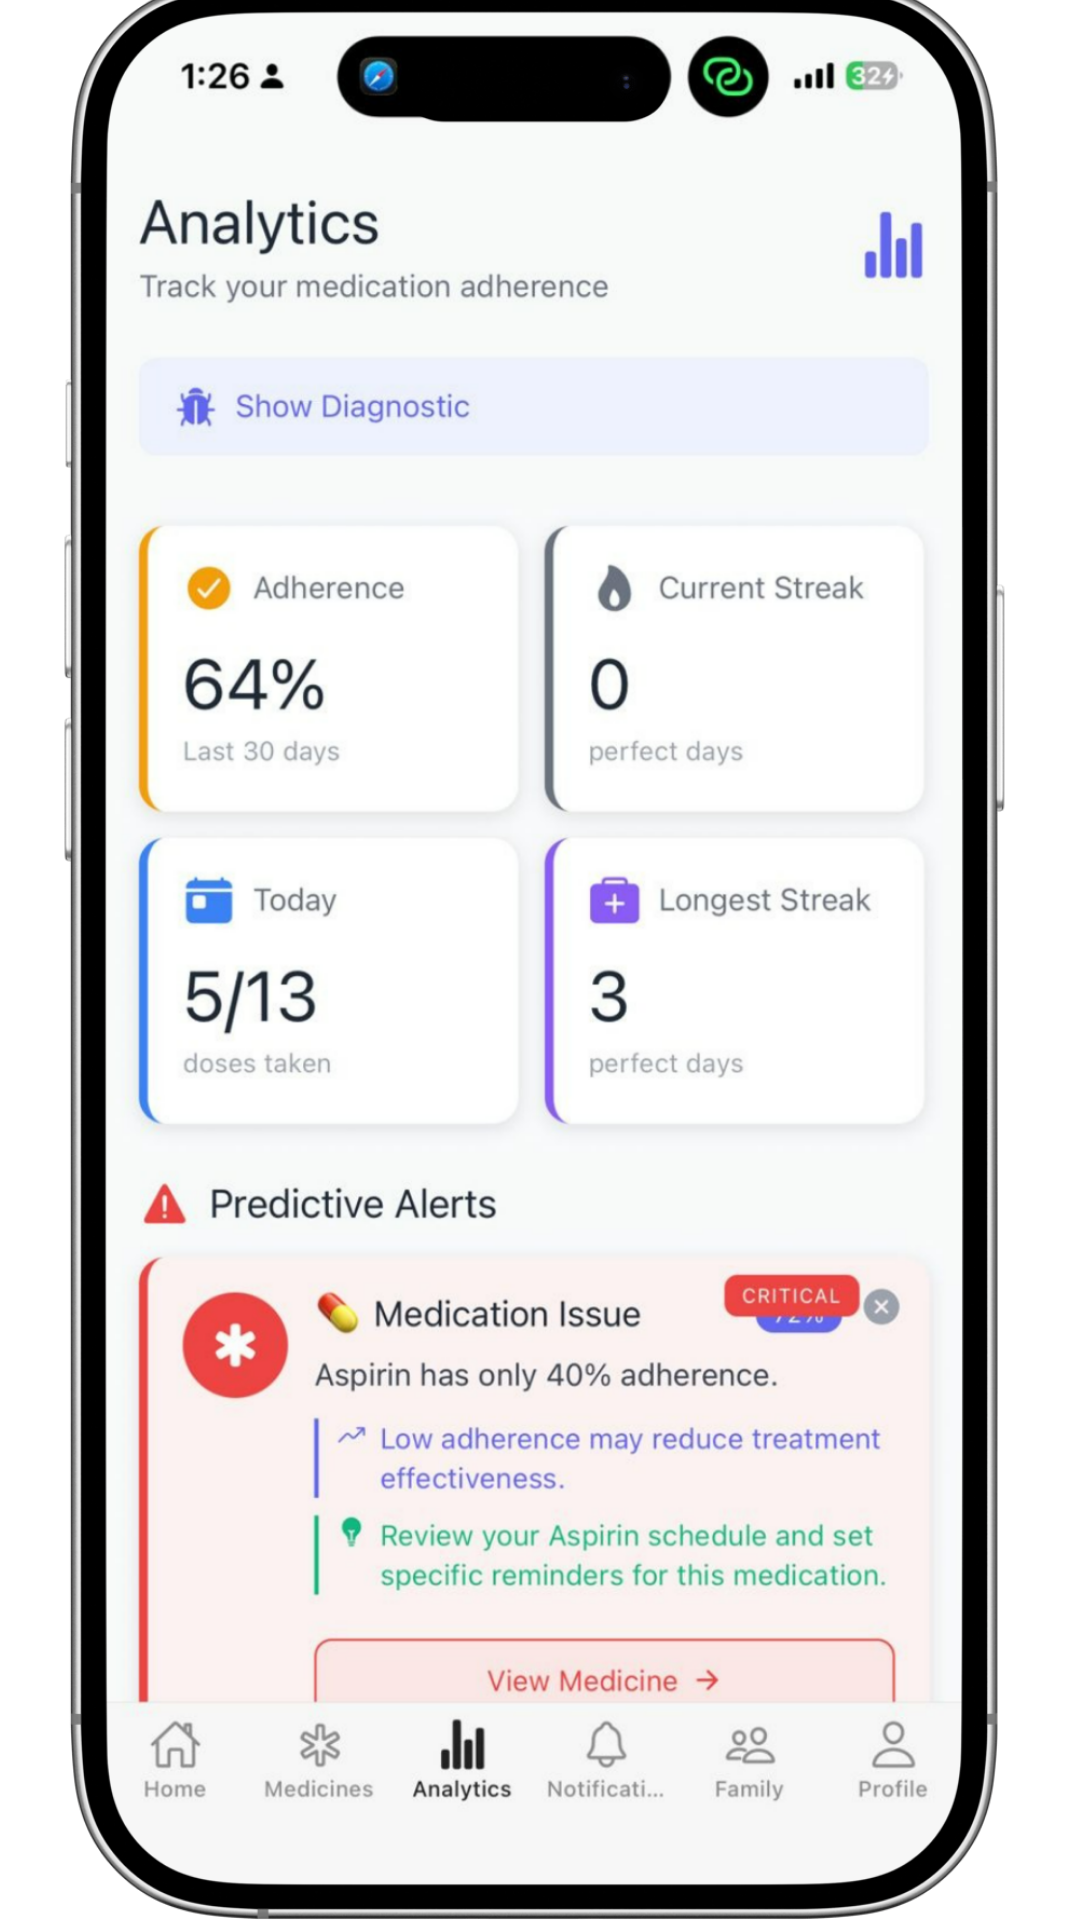 1:26
32
Analytics
Track your medication adherence
Show Diagnostic
Adherence
64%
Last 30 days
Current Streak
0
perfect days
Today
5/13
doses taken
Longest Streak
3
perfect days
Predictive Alerts
Medication Issue
CRITICAL
Aspirin has only 40% adherence.
Low adherence may reduce treatment
effectiveness.
Review your Aspirin schedule and set
specific reminders for this medication.
View Medicine →
Home
Medicines
Analytics
Notificati...
Family
Profile